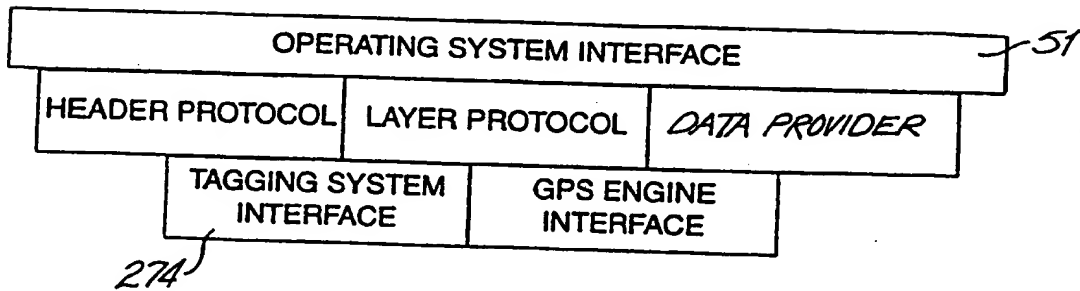 OPERATING SYSTEM INTERFACE 51
HEADER PROTOCOL LAYER PROTOCOL DATA PROVIDER
TAGGING SYSTEM INTERFACE GPS ENGINE INTERFACE
274